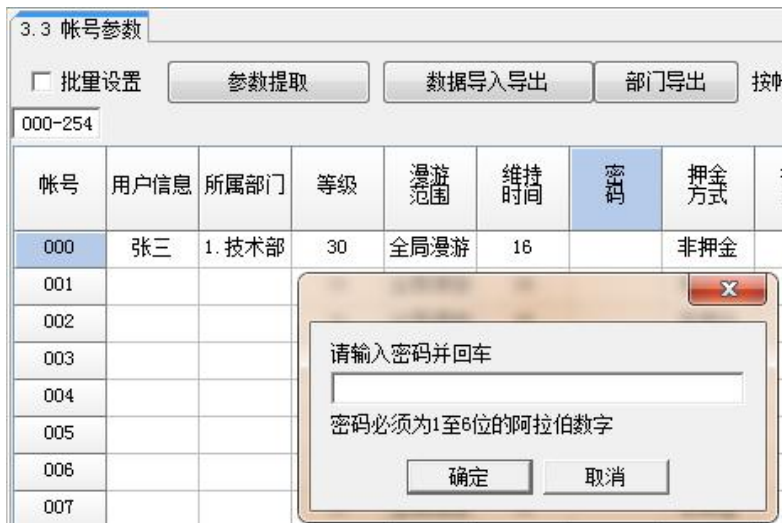 3.3 帐号参数
批量设置 参数提取 数据导入导出 部门导出
000-254
帐号 用户信息 所属部门 等级 漫游范围 维持时间 密码 押金方式
000 张三 1.技术部 30 全局漫游 16 非押金
001
002
请输入密码并回车
003
004
密码必须为1至6位的阿拉伯数字
005
006
确定 取消
007